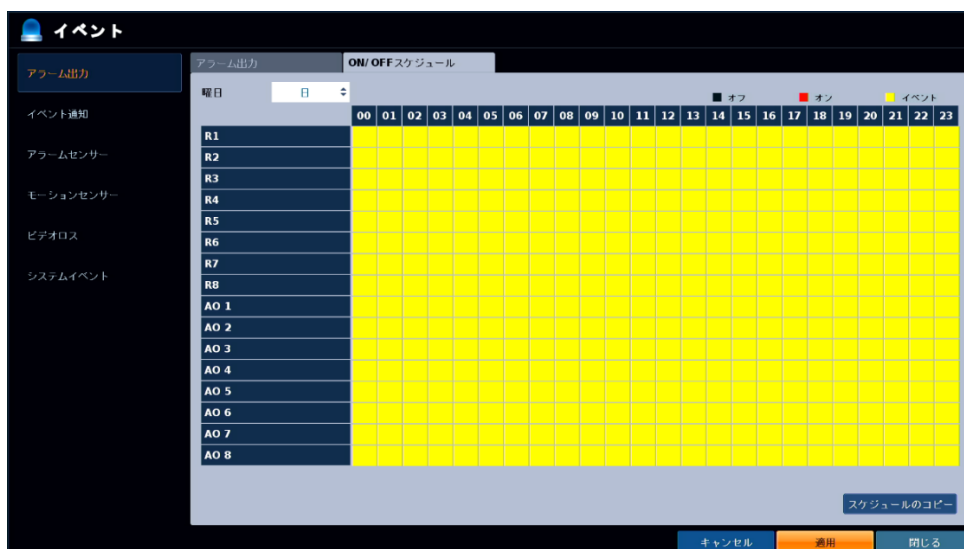 イベント
アラーム出力
イベント通知
アラームセンサー
モーションセンサー
ビデオロス
システムイベント
アラーム出力 ON/OFFスケジュール
曜日 日
オフ オン イベント
00 01 02 03 04 05 06 07 08 09 10 11 12 13 14 15 16 17 18 19 20 21 22 23
R1
R2
R3
R4
R5
R6
R7
R8
AO 1
AO 2
AO 3
AO 4
AO 5
AO 6
AO 7
AO 8
スケジュールのコピー
キャンセル 適用 閉じる